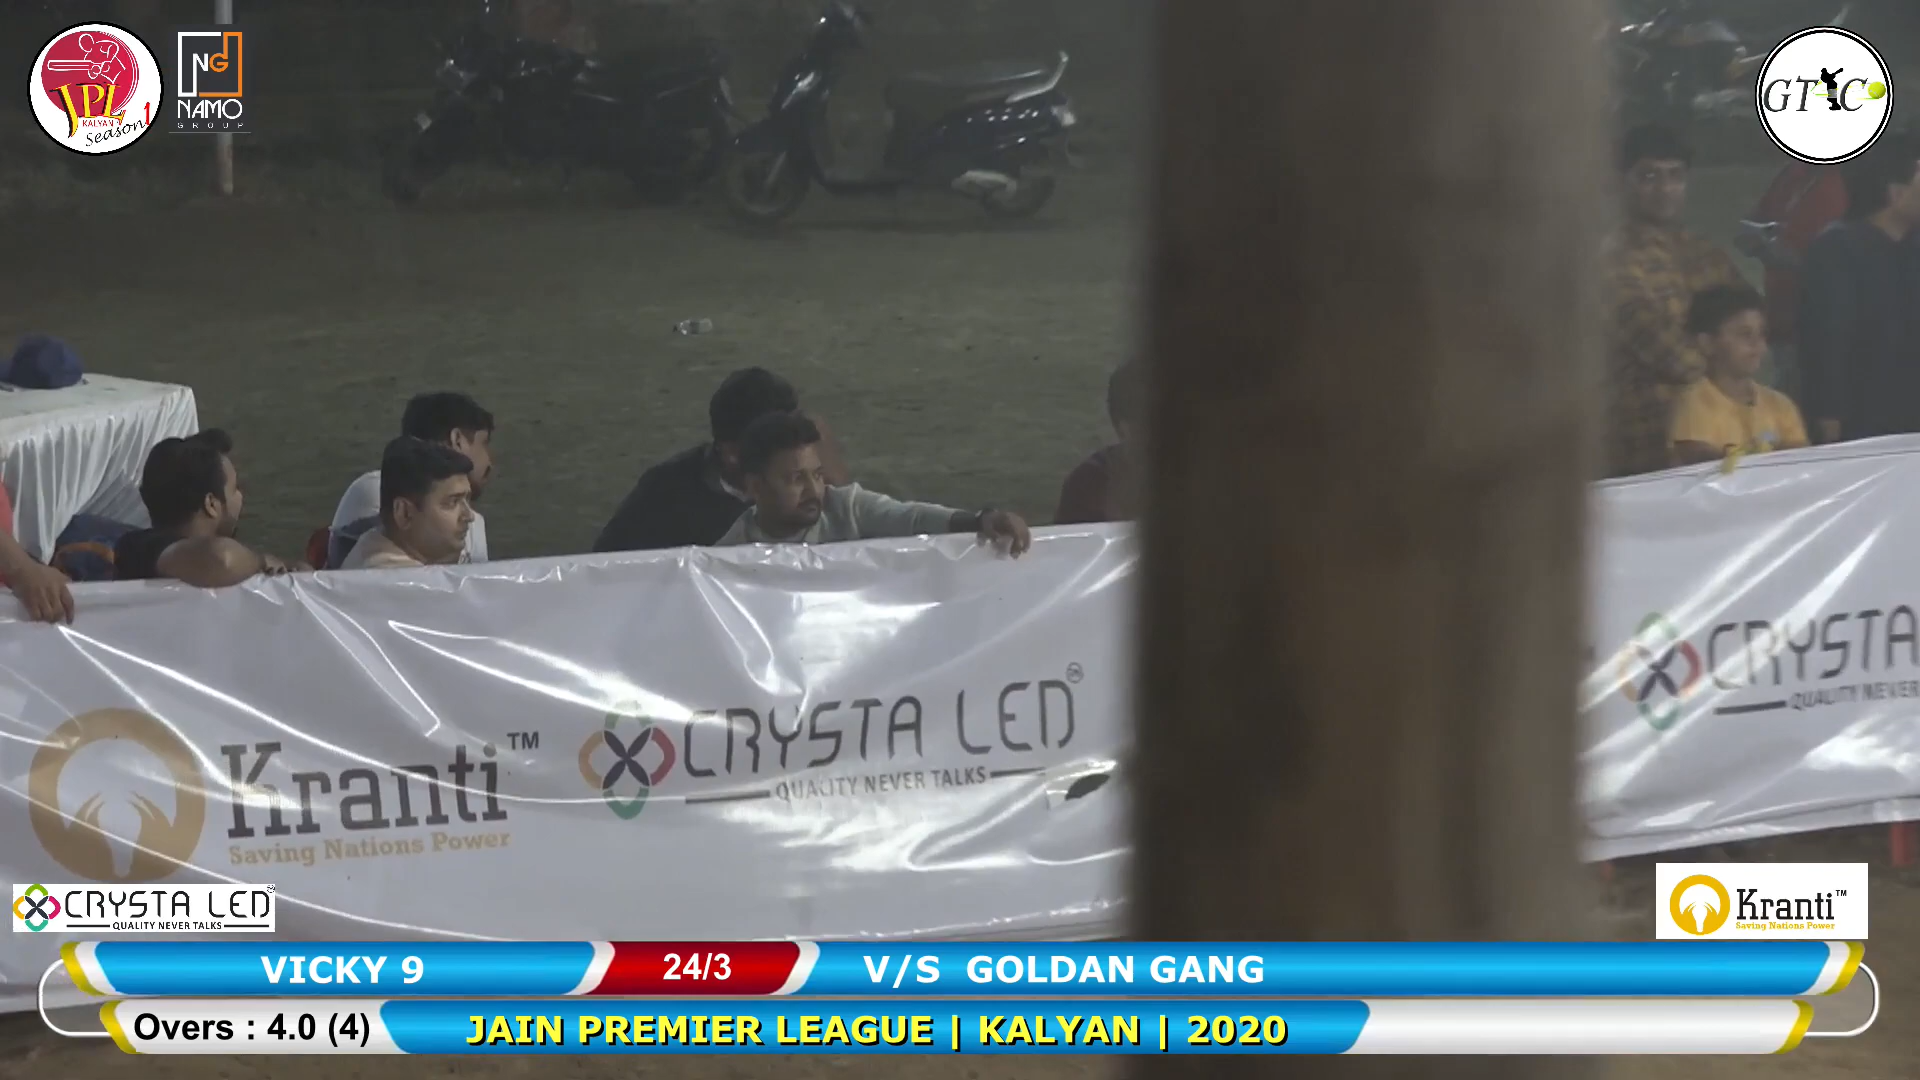 JPL
KALYAN
Season 1
NG
NAMO
GROUP
GTC
Kranti™
Saving Nations Power
CRYSTA LED
QUALITY NEVER TALKS
CRYSTA
QUALITY NEVER
CRYSTA LED
QUALITY NEVER TALKS
Kranti™
Saving Nations Power
VICKY 9
24/3
V/S GOLDAN GANG
Overs : 4.0 (4)
JAIN PREMIER LEAGUE | KALYAN | 2020